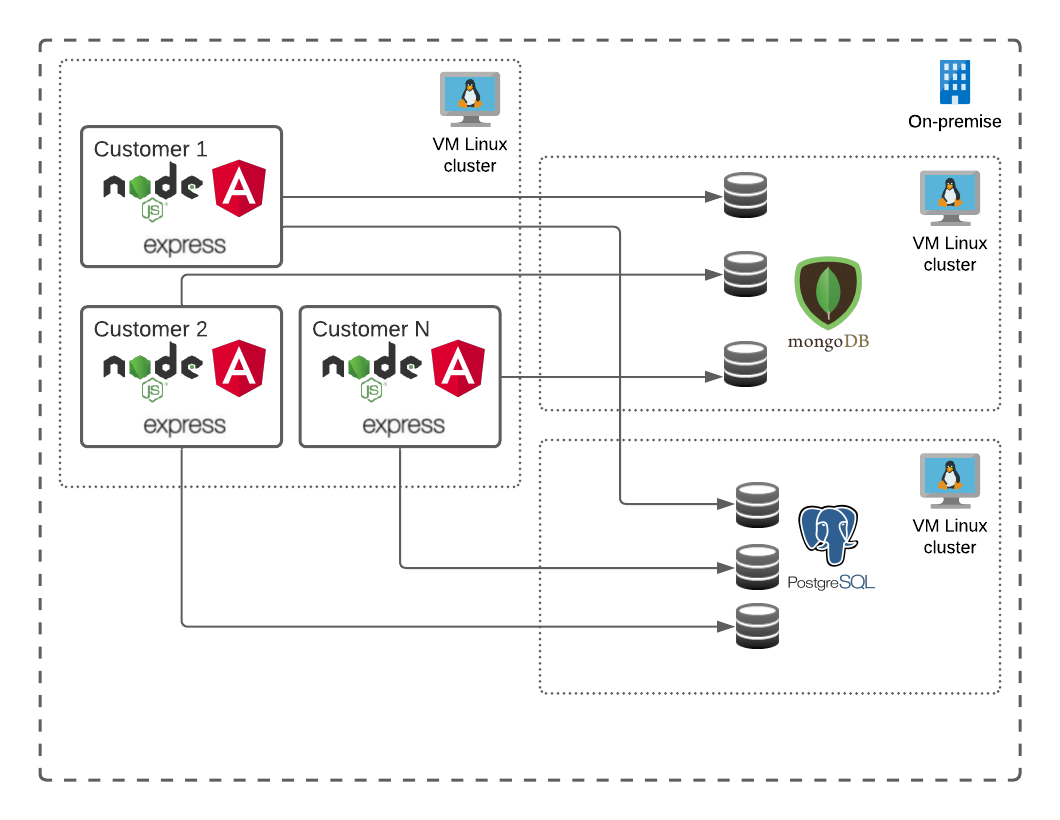 VM Linux
cluster
On-premise
Customer 1
node
JS
express
VM Linux
cluster
mongoDB
Customer 2
node
JS
express
Customer N
node
JS
express
VM Linux
cluster
PostgreSQL